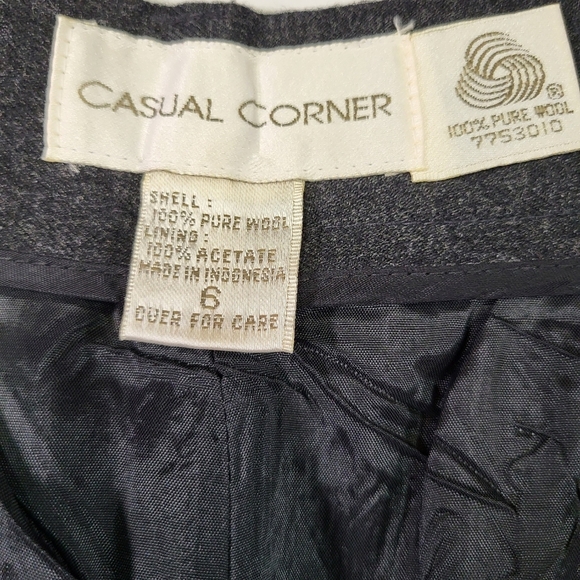 CASUAL CORNER
®
100% PURE WOOL
7753010
SHELL :
100% PURE WOOL
LINING :
100% ACETATE
MADE IN INDONESIA
6
OVER FOR CARE